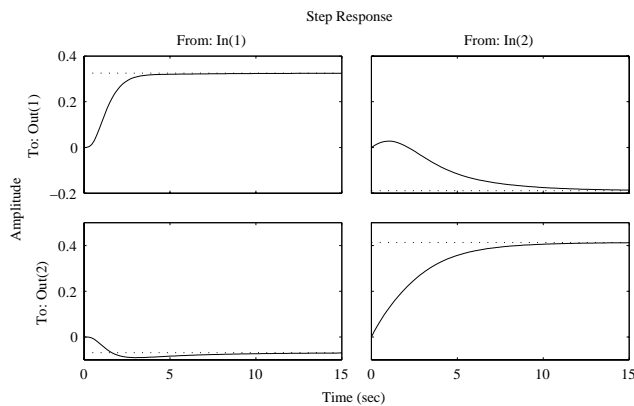 Step Response
From: In(1)
From: In(2)
0.4
0.2
0
−0.2
To: Out(1)
Amplitude
0.4
0.2
0
To: Out(2)
0 5 10 15 0 5 10 15
Time (sec)